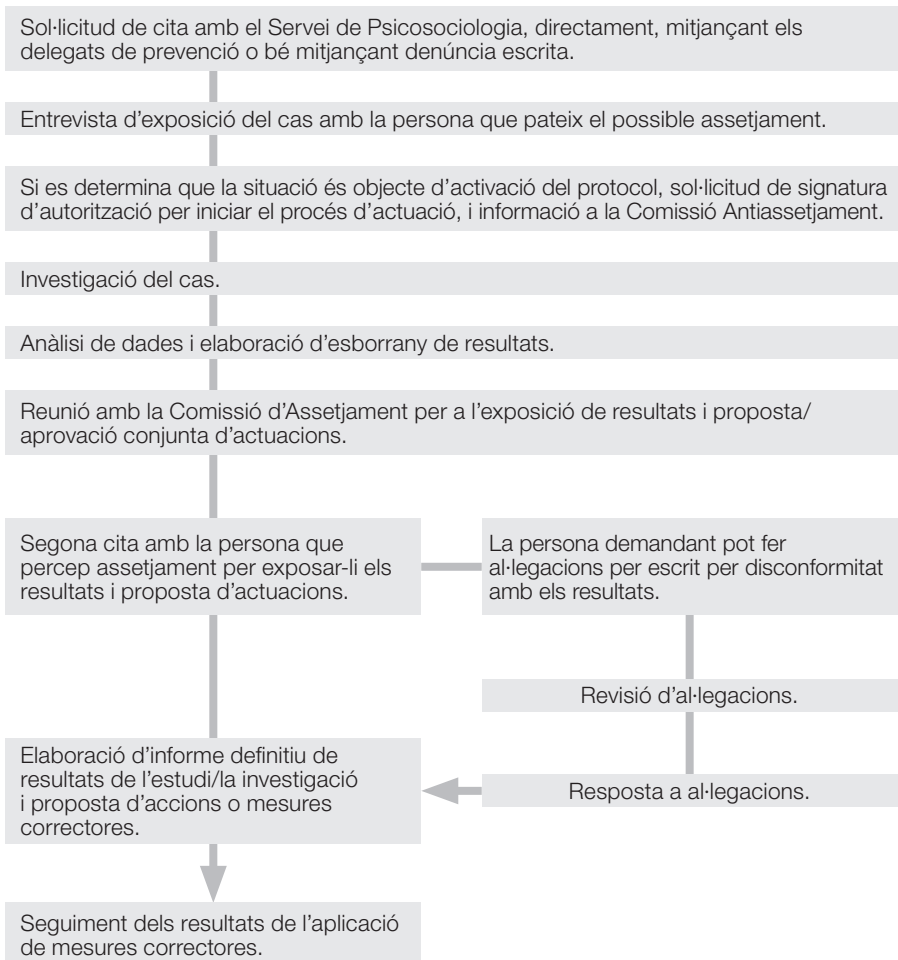 Sol·licitud de cita amb el Servei de Psicosociologia, directament, mitjançant els
delegats de prevenció o bé mitjançant denúncia escrita.
Entrevista d’exposició del cas amb la persona que pateix el possible assetjament.
Si es determina que la situació és objecte d’activació del protocol, sol·licitud de signatura
d’autorització per iniciar el procés d’actuació, i informació a la Comissió Antiassetjament.
Investigació del cas.
Anàlisi de dades i elaboració d’esborrany de resultats.
Reunió amb la Comissió d’Assetjament per a l’exposició de resultats i proposta/
aprovació conjunta d’actuacions.
Segona cita amb la persona que
percep assetjament per exposar-li els
resultats i proposta d’actuacions.
La persona demandant pot fer
al·legacions per escrit per disconformitat
amb els resultats.
Revisió d’al·legacions.
Resposta a al·legacions.
Elaboració d’informe definitiu de
resultats de l’estudi/la investigació
i proposta d’accions o mesures
correctores.
Seguiment dels resultats de l’aplicació
de mesures correctores.